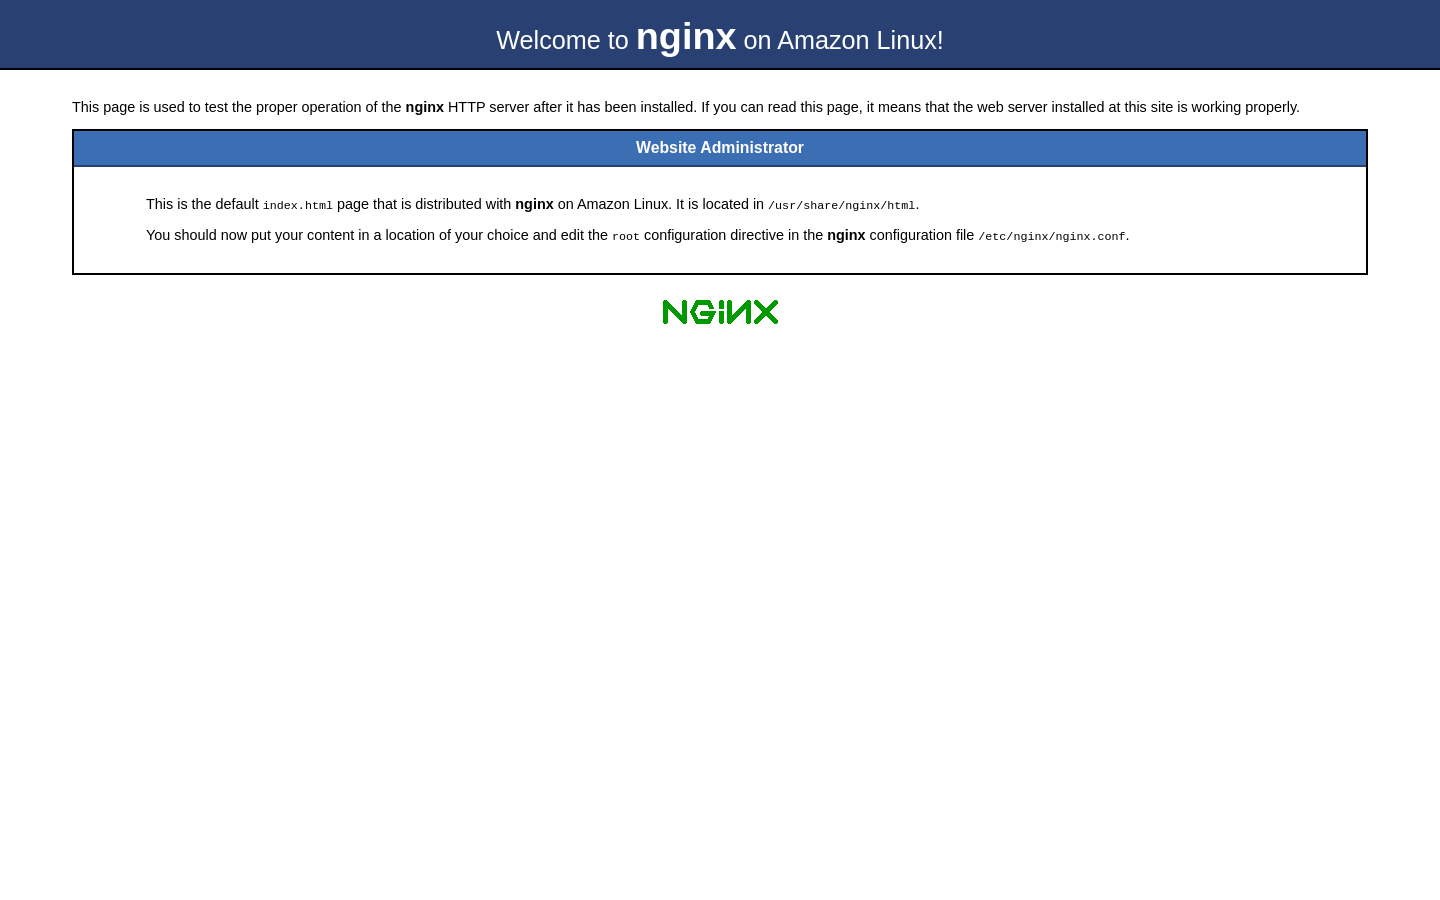 Welcome to nginx on Amazon Linux!
This page is used to test the proper operation of the nginx HTTP server after it has been installed. If you can read this page, it means that the web server installed at this site is working properly.
Website Administrator
This is the default index.html page that is distributed with nginx on Amazon Linux. It is located in /usr/share/nginx/html.
You should now put your content in a location of your choice and edit the root configuration directive in the nginx configuration file /etc/nginx/nginx.conf.
NGINX